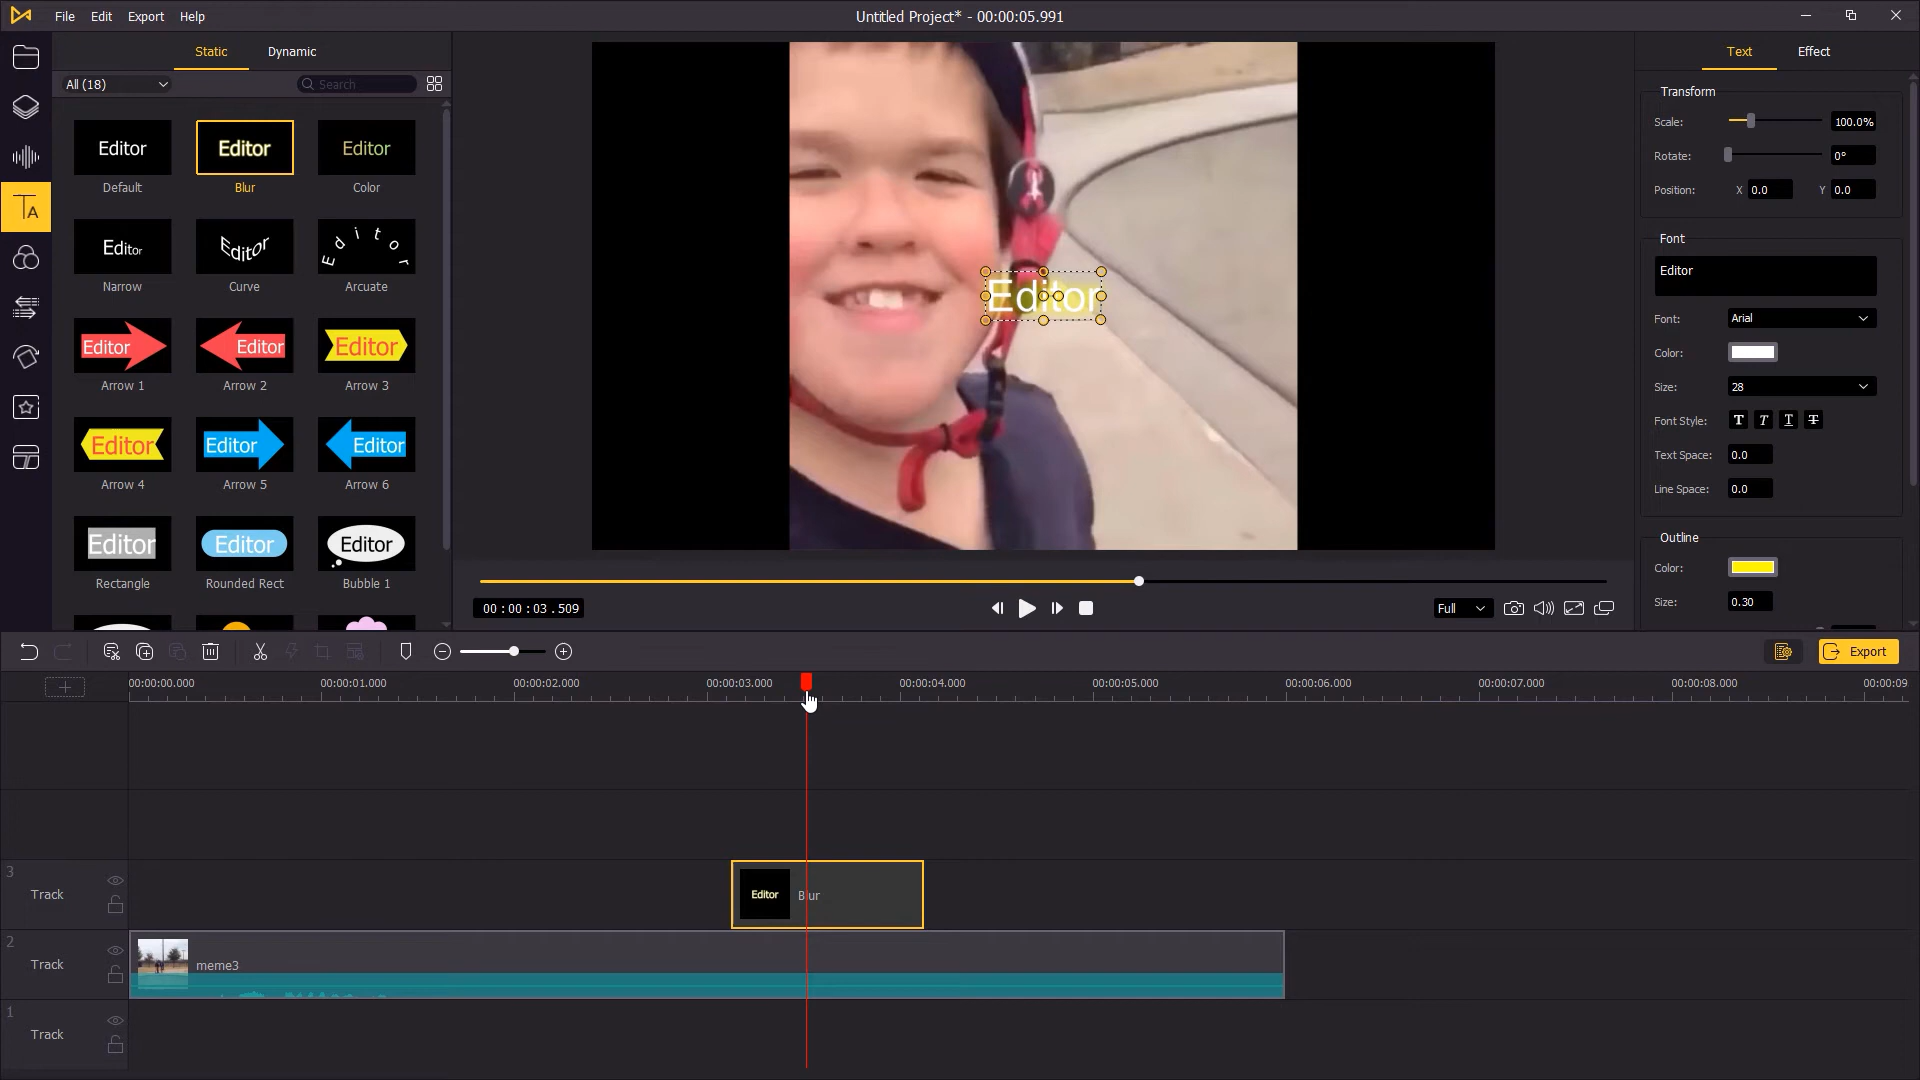 File Edit Export Help
Untitled Project* - 00:00:05.991
Static Dynamic
Text Effect
All (18)
Search
Editor Editor Editor
Default Blur Color
Editor Editor Editor
Narrow Curve Arcuate
Editor Editor Editor
Arrow 1 Arrow 2 Arrow 3
Editor Editor Editor
Arrow 4 Arrow 5 Arrow 6
Editor Editor Editor
Rectangle Rounded Rect Bubble 1
Editor
Transform
Scale: 100.0%
Rotate: 0°
Position: X 0.0 Y 0.0
Font
Editor
Font: Arial
Color:
Size: 28
Font Style: T T T T
Text Space: 0.0
Line Space: 0.0
Outline
Color:
Size: 0.30
00 : 00 : 03 . 509
Full
Export
00:00:00.000 00:00:01.000 00:00:02.000 00:00:03.000 00:00:04.000 00:00:05.000 00:00:06.000 00:00:07.000 00:00:08.000 00:00:09
3
Track
Editor Blur
2
Track
meme3
1
Track